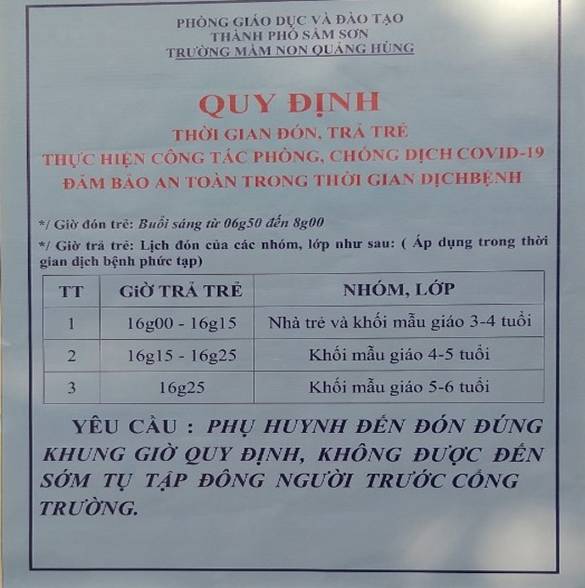 PHÒNG GIÁO DỤC VÀ ĐÀO TẠO
THÀNH PHỐ SẦM SƠN
TRƯỜNG MẦM NON QUẢNG HÙNG
QUY ĐỊNH
THỜI GIAN ĐÓN, TRẢ TRẺ
THỰC HIỆN CÔNG TÁC PHÒNG, CHỐNG DỊCH COVID-19
ĐẢM BẢO AN TOÀN TRONG THỜI GIAN DỊCHBỆNH
*/ Giờ đón trẻ: Buổi sáng từ 06g50 đến 8g00
*/ Giờ trả trẻ: Lịch đón của các nhóm, lớp như sau: ( Áp dụng trong thời
gian dịch bệnh phức tạp)
TT GiỜ TRẢ TRẺ NHÓM, LỚP
1 16g00 - 16g15 Nhà trẻ và khối mẫu giáo 3-4 tuổi
2 16g15 - 16g25 Khối mẫu giáo 4-5 tuổi
3 16g25 Khối mẫu giáo 5-6 tuổi
YÊU CẦU : PHỤ HUYNH ĐẾN ĐÓN ĐÚNG
KHUNG GIỜ QUY ĐỊNH, KHÔNG ĐƯỢC ĐẾN
SỚM TỤ TẬP ĐÔNG NGƯỜI TRƯỚC CỔNG
TRƯỜNG.